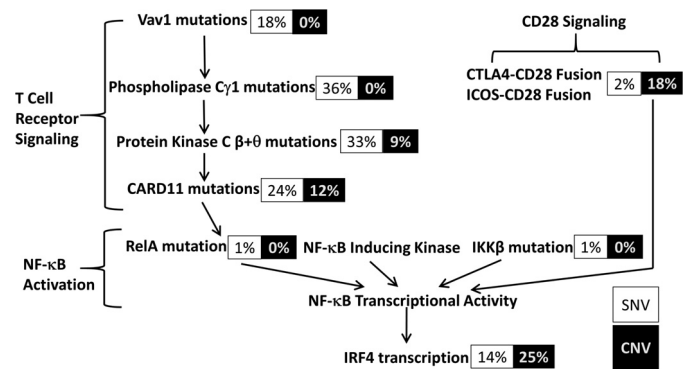 Vav1 mutations 18% 0%
CD28 Signaling
Phospholipase Cγ1 mutations 36% 0%
CTLA4-CD28 Fusion
ICOS-CD28 Fusion
2% 18%
T Cell
Receptor
Signaling
Protein Kinase C β+θ mutations 33% 9%
CARD11 mutations 24% 12%
RelA mutation 1% 0%
NF-κB Inducing Kinase
IKKβ mutation 1% 0%
NF-κB
Activation
NF-κB Transcriptional Activity
SNV
CNV
IRF4 transcription 14% 25%